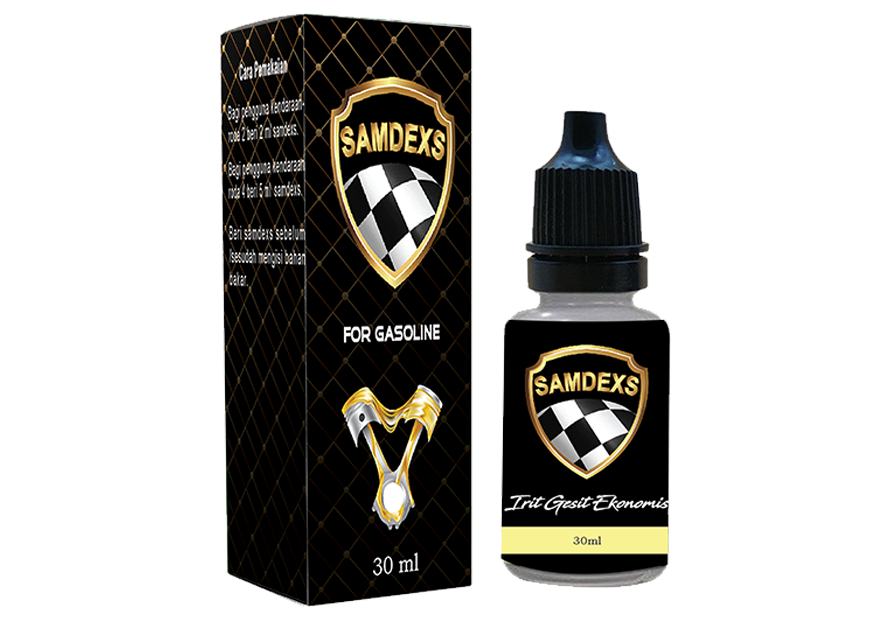 Cara Pemakaian
Bagi pengguna Kendaraan
roda 2 beri 2 ml samdexs.
Bagi pengguna kendaraan
roda 4 beri 5 ml samdexs.
Beri samdexs sebelum
/sesudah mengisi bahan
bakar.
SAMDEXS
FOR GASOLINE
30 ml
SAMDEXS
Irit Gesit Ekonomis
30ml